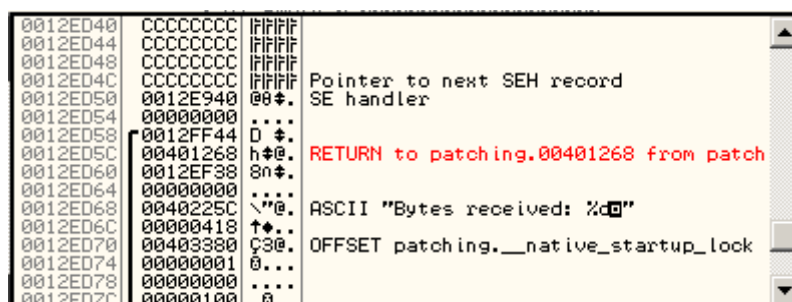 0012ED40 CCCCCCCC ╠╠╠╠
0012ED44 CCCCCCCC ╠╠╠╠
0012ED48 CCCCCCCC ╠╠╠╠
0012ED4C CCCCCCCC ╠╠╠╠ Pointer to next SEH record
0012ED50 0012E940 @Θ‡. SE handler
0012ED54 00000000 ....
0012ED58 0012FF44 D ‡.
0012ED5C 00401268 h‡@. RETURN to patching.00401268 from patch
0012ED60 0012EF38 8∩‡.
0012ED64 00000000 ....
0012ED68 0040225C \"@. ASCII "Bytes received: %d◙"
0012ED6C 00000418 ↑♦..
0012ED70 00403380 Ç3@. OFFSET patching.__native_startup_lock
0012ED74 00000001 ☺...
0012ED78 00000000 ....
0012ED7C 00000100 .☺